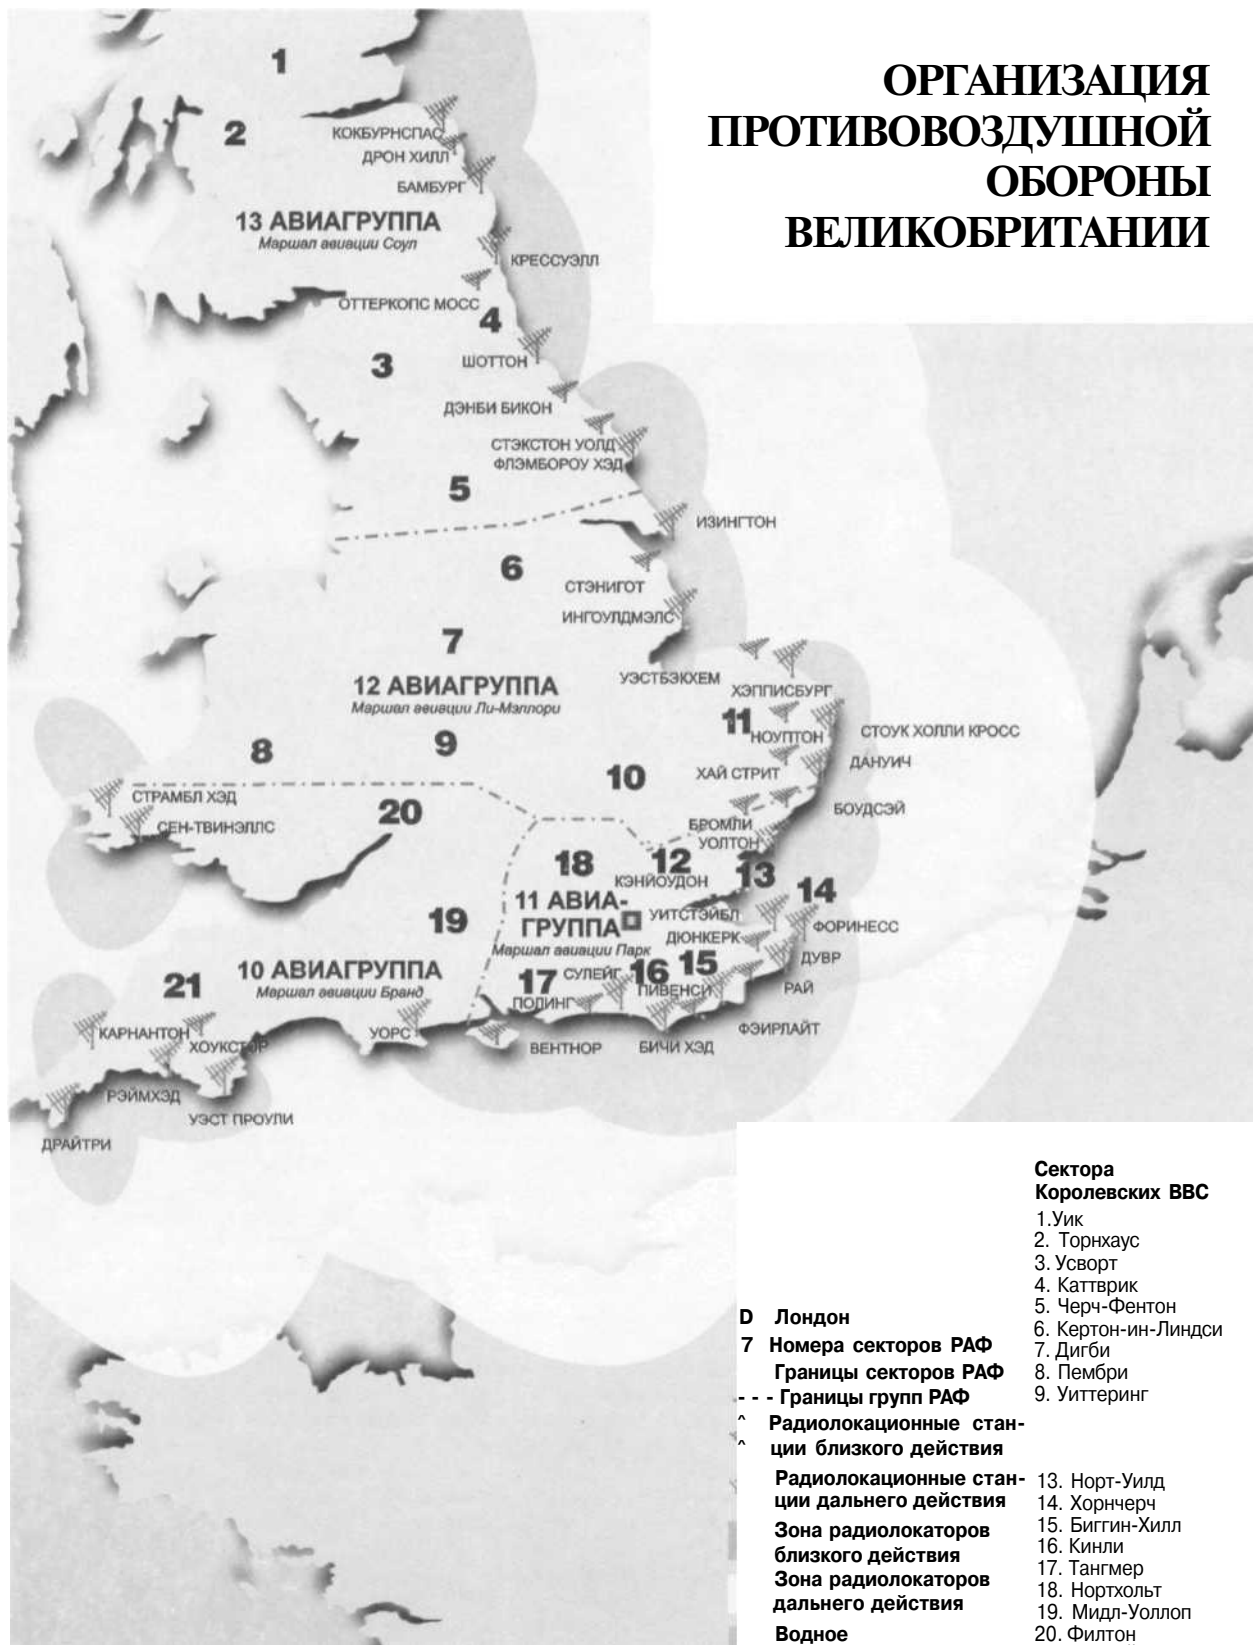 ОРГАНИЗАЦИЯ
ПРОТИВОВОЗДУШНОЙ
ОБОРОНЫ
ВЕЛИКОБРИТАНИИ
1
2
КОКБУРНСПАС
ДРОН ХИЛЛ
БАМБУРГ
13 АВИАГРУППА
Маршал авиации Соул
КРЕССУЭЛЛ
ОТТЕРКОПС МОСС
4
3
ШОТТОН
ДЭНБИ БИКОН
СТЭКСТОН УОЛД
ФЛЭМБОРОУ ХЭД
5
ИЗИНГТОН
6
СТЭНИГОТ
ИНГОУЛДМЭЛС
7
УЭСТБЭКХЕМ
12 АВИАГРУППА
ХЭППИСБУРГ
Маршал авиации Ли-Мэллори
11
НОУПТОН
СТОУК ХОЛЛИ КРОСС
8
9
ДАНУИЧ
10
ХАЙ СТРИТ
СТРАМБЛ ХЭД
20
БОУДСЭЙ
СЕН-ТВИНЭЛЛС
БРОМЛИ
УОЛТОН
18
12
13
КЭНЙОУДОН
14
11 АВИА-
ГРУППА
Маршал авиации Парк
УИТСТЭЙБЛ
19
ФОРИНЕСС
ДЮНКЕРК
ДУВР
10 АВИАГРУППА
Маршал авиации Бранд
21
17
СУЛЕЙГ
16
15
ПИВЕНСИ
РАЙ
ПОЛИНГ
КАРНАНТОН
ХОУКСТОР
УОРС
ФЭИРЛАЙТ
ВЕНТНОР
БИЧИ ХЭД
РЭЙМХЭД
УЭСТ ПРОУЛИ
ДРАЙТРИ
D Лондон
7 Номера секторов РАФ
Границы секторов РАФ
- - - Границы групп РАФ
^ Радиолокационные стан-
^ ции близкого действия
Радиолокационные стан-
ции дальнего действия
Зона радиолокаторов
близкого действия
Зона радиолокаторов
дальнего действия
Водное
Сектора
Королевских ВВС
1.Уик
2. Торнхаус
3. Усворт
4. Каттврик
5. Черч-Фентон
6. Кертон-ин-Линдси
7. Дигби
8. Пембри
9. Уиттеринг
13. Норт-Уилд
14. Хорнчерч
15. Биггин-Хилл
16. Кинли
17. Тангмер
18. Нортхольт
19. Мидл-Уоллоп
20. Филтон